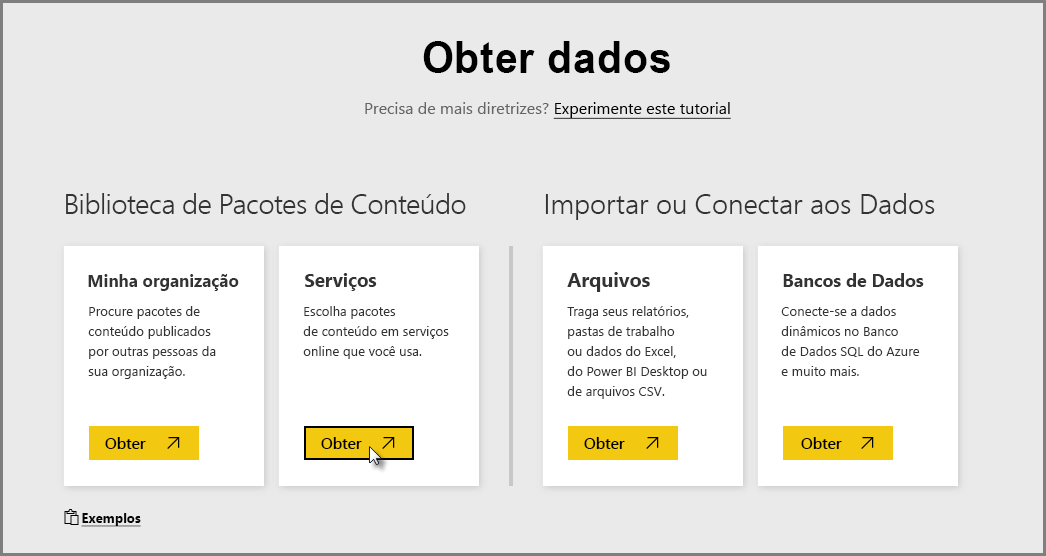 Obter dados
Precisa de mais diretrizes? Experimente este tutorial
Biblioteca de Pacotes de Conteúdo
Minha organização
Procure pacotes de
conteúdo publicados
por outras pessoas da
sua organização.
Obter
Serviços
Escolha pacotes
de conteúdo em serviços
online que você usa.
Obter
Importar ou Conectar aos Dados
Arquivos
Traga seus relatórios,
pastas de trabalho
ou dados do Excel,
do Power BI Desktop ou
de arquivos CSV.
Obter
Bancos de Dados
Conecte-se a dados
dinâmicos no Banco
de Dados SQL do Azure
e muito mais.
Obter
Exemplos